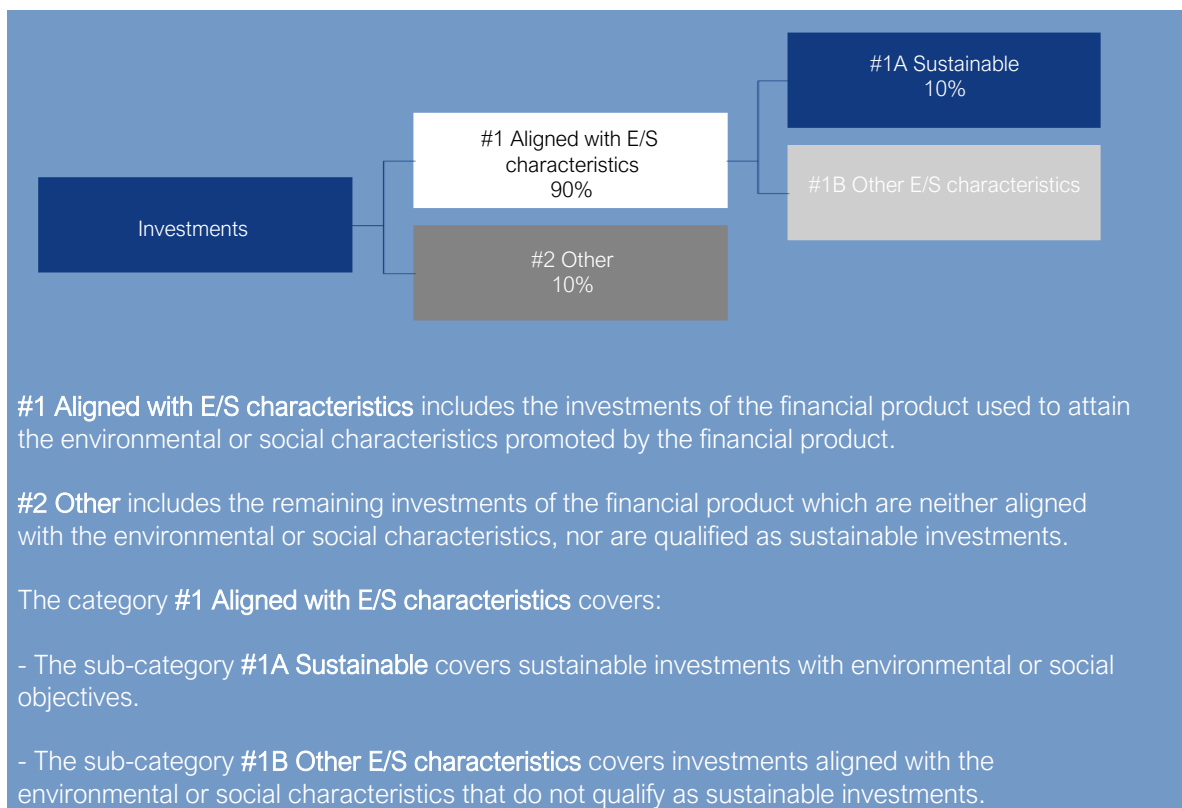 #1A Sustainable
10%
#1 Aligned with E/S
characteristics
90%
#1B Other E/S characteristics
Investments
#2 Other
10%
#1 Aligned with E/S characteristics includes the investments of the financial product used to attain
the environmental or social characteristics promoted by the financial product.
#2 Other includes the remaining investments of the financial product which are neither aligned
with the environmental or social characteristics, nor are qualified as sustainable investments.
The category #1 Aligned with E/S characteristics covers:
- The sub-category #1A Sustainable covers sustainable investments with environmental or social
objectives.
- The sub-category #1B Other E/S characteristics covers investments aligned with the
environmental or social characteristics that do not qualify as sustainable investments.